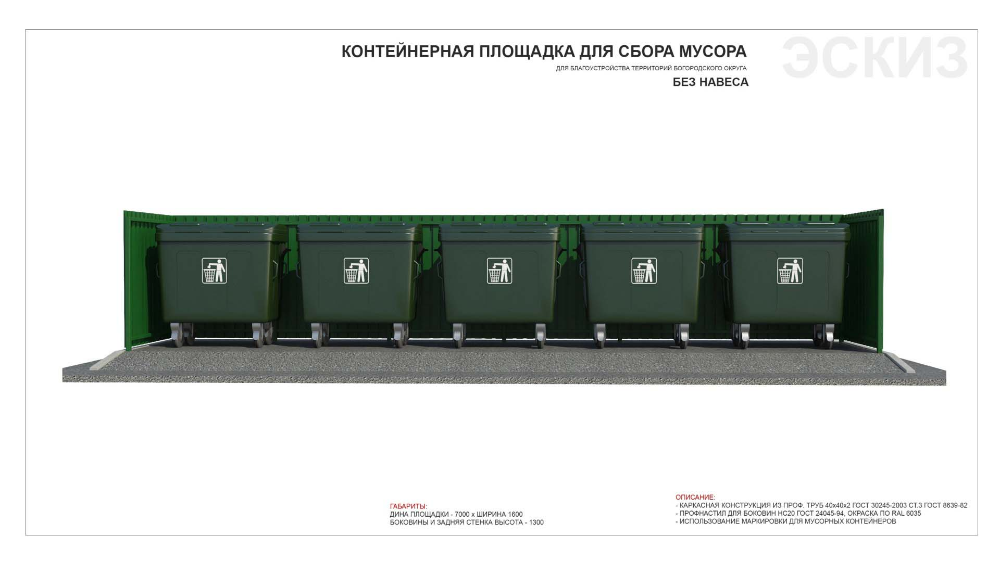 ЭСКИЗ
КОНТЕЙНЕРНАЯ ПЛОЩАДКА ДЛЯ СБОРА МУСОРА
ДЛЯ БЛАГОУСТРОЙСТВА ТЕРРИТОРИЙ БОГОРОДСКОГО ОКРУГА
БЕЗ НАВЕСА
ГАБАРИТЫ:
ДИНА ПЛОЩАДКИ - 7000 х ШИРИНА 1600
БОКОВИНЫ И ЗАДНЯЯ СТЕНКА ВЫСОТА - 1300
ОПИСАНИЕ:
- КАРКАСНАЯ КОНСТРУКЦИЯ ИЗ ПРОФ. ТРУБ 40х40х2 ГОСТ 30245-2003 СТ.3 ГОСТ 8639-82
- ПРОФНАСТИЛ ДЛЯ БОКОВИН НС20 ГОСТ 24045-94, ОКРАСКА ПО RAL 6035
- ИСПОЛЬЗОВАНИЕ МАРКИРОВКИ ДЛЯ МУСОРНЫХ КОНТЕЙНЕРОВ